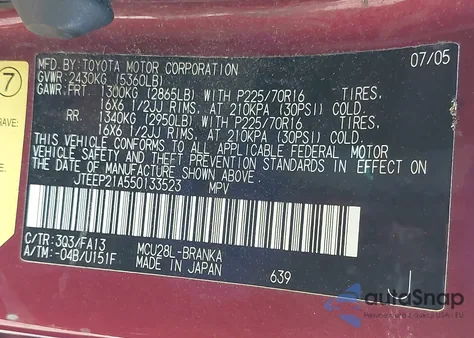 MFD.BY:TOYOTA MOTOR CORPORATION 07/05
GVWR:2430KG (5360LB)
GAWR:FRT 1300KG (2865LB) WITH P225/70R16 TIRES,
16X6 1/2JJ RIMS, AT 210KPA (30PSI) COLD
RR 1340KG (2950LB) WITH P225/70R16 TIRES,
16X6 1/2JJ RIMS, AT 210KPA (30PSI) COLD
THIS VEHICLE CONFORMS TO ALL APPLICABLE FEDERAL MOTOR
VEHICLE SAFETY AND BUMPER STANDARDS IN EFFECT ON THE
DATE OF MANUFACTURE SHOWN ABOVE.
JTEEP21A550133523 MPV
C/TR:3Q3/FA13 MCU28L-BRANKA
A/TM:-04B/U151F MADE IN JAPAN 639
7
AVE:
autoSnap